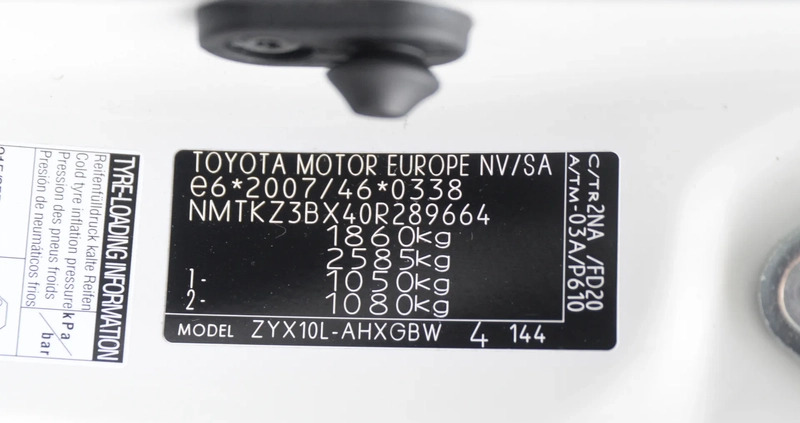 TYRE-LOADING INFORMATION
Reifenfülldruck kalte Reifen
Cold tyre inflation pressure
Pression des pneus froids
Presión de neumáticos fríos
kPa/
bar
TOYOTA MOTOR EUROPE NV/SA
e6*2007/46*0338
NMTKZ3BX40R289664
1860kg
2585kg
1- 1050kg
2- 1080kg
MODEL ZYX10L-AHXGBW 4 144
C/TR2NA /FD20
A/TM-03A/P610